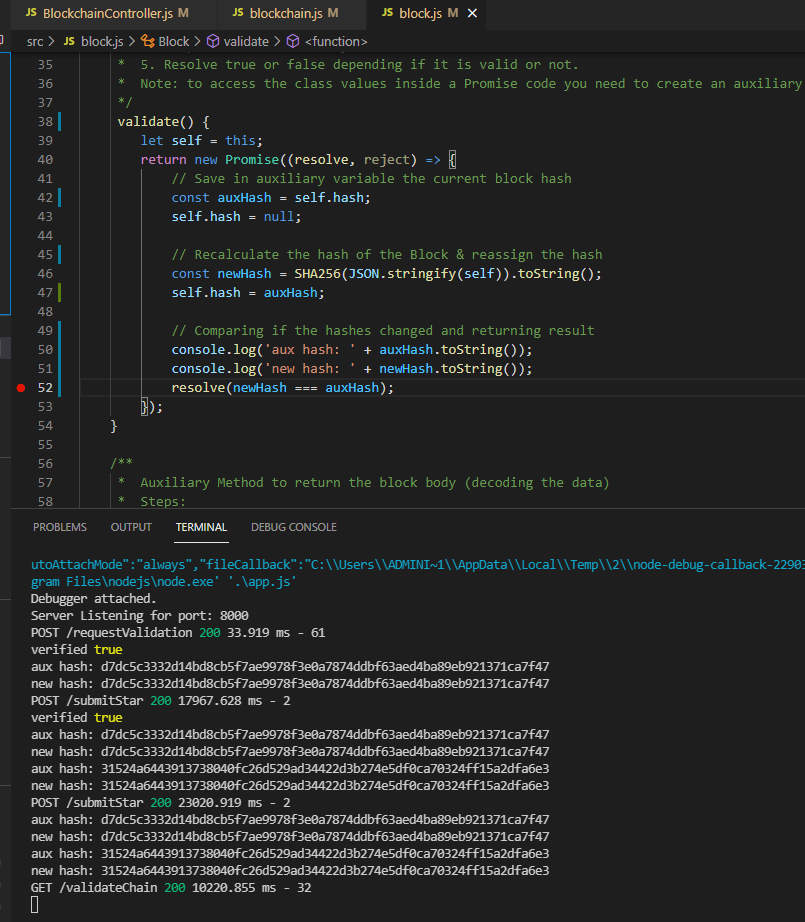 JS BlockchainController.js M JS blockchain.js M JS block.js M ×
src > JS block.js > Block > validate > <function>
35 * 5. Resolve true or false depending if it is valid or not.
36 * Note: to access the class values inside a Promise code you need to create an auxiliary
37 */
38 validate() {
39 let self = this;
40 return new Promise((resolve, reject) => {
41 // Save in auxiliary variable the current block hash
42 const auxHash = self.hash;
43 self.hash = null;
44
45 // Recalculate the hash of the Block & reassign the hash
46 const newHash = SHA256(JSON.stringify(self)).toString();
47 self.hash = auxHash;
48
49 // Comparing if the hashes changed and returning result
50 console.log('aux hash: ' + auxHash.toString());
51 console.log('new hash: ' + newHash.toString());
52 resolve(newHash === auxHash);
53 });
54 }
55
56 /**
57 * Auxiliary Method to return the block body (decoding the data)
58 * Steps:
PROBLEMS OUTPUT TERMINAL DEBUG CONSOLE
utoAttachMode":"always","fileCallback":"C:\\Users\\ADMINI~1\\AppData\\Local\\Temp\\2\\node-debug-callback-22903
gram Files\nodejs\node.exe' '.\app.js'
Debugger attached.
Server Listening for port: 8000
POST /requestValidation 200 33.919 ms - 61
verified true
aux hash: d7dc5c3332d14bd8cb5f7ae9978f3e0a7874ddbf63aed4ba89eb921371ca7f47
new hash: d7dc5c3332d14bd8cb5f7ae9978f3e0a7874ddbf63aed4ba89eb921371ca7f47
POST /submitStar 200 17967.628 ms - 2
verified true
aux hash: d7dc5c3332d14bd8cb5f7ae9978f3e0a7874ddbf63aed4ba89eb921371ca7f47
new hash: d7dc5c3332d14bd8cb5f7ae9978f3e0a7874ddbf63aed4ba89eb921371ca7f47
aux hash: 31524a6443913738040fc26d529ad34422d3b274e5df0ca70324ff15a2dfa6e3
new hash: 31524a6443913738040fc26d529ad34422d3b274e5df0ca70324ff15a2dfa6e3
POST /submitStar 200 23020.919 ms - 2
aux hash: d7dc5c3332d14bd8cb5f7ae9978f3e0a7874ddbf63aed4ba89eb921371ca7f47
new hash: d7dc5c3332d14bd8cb5f7ae9978f3e0a7874ddbf63aed4ba89eb921371ca7f47
aux hash: 31524a6443913738040fc26d529ad34422d3b274e5df0ca70324ff15a2dfa6e3
new hash: 31524a6443913738040fc26d529ad34422d3b274e5df0ca70324ff15a2dfa6e3
GET /validateChain 200 10220.855 ms - 32